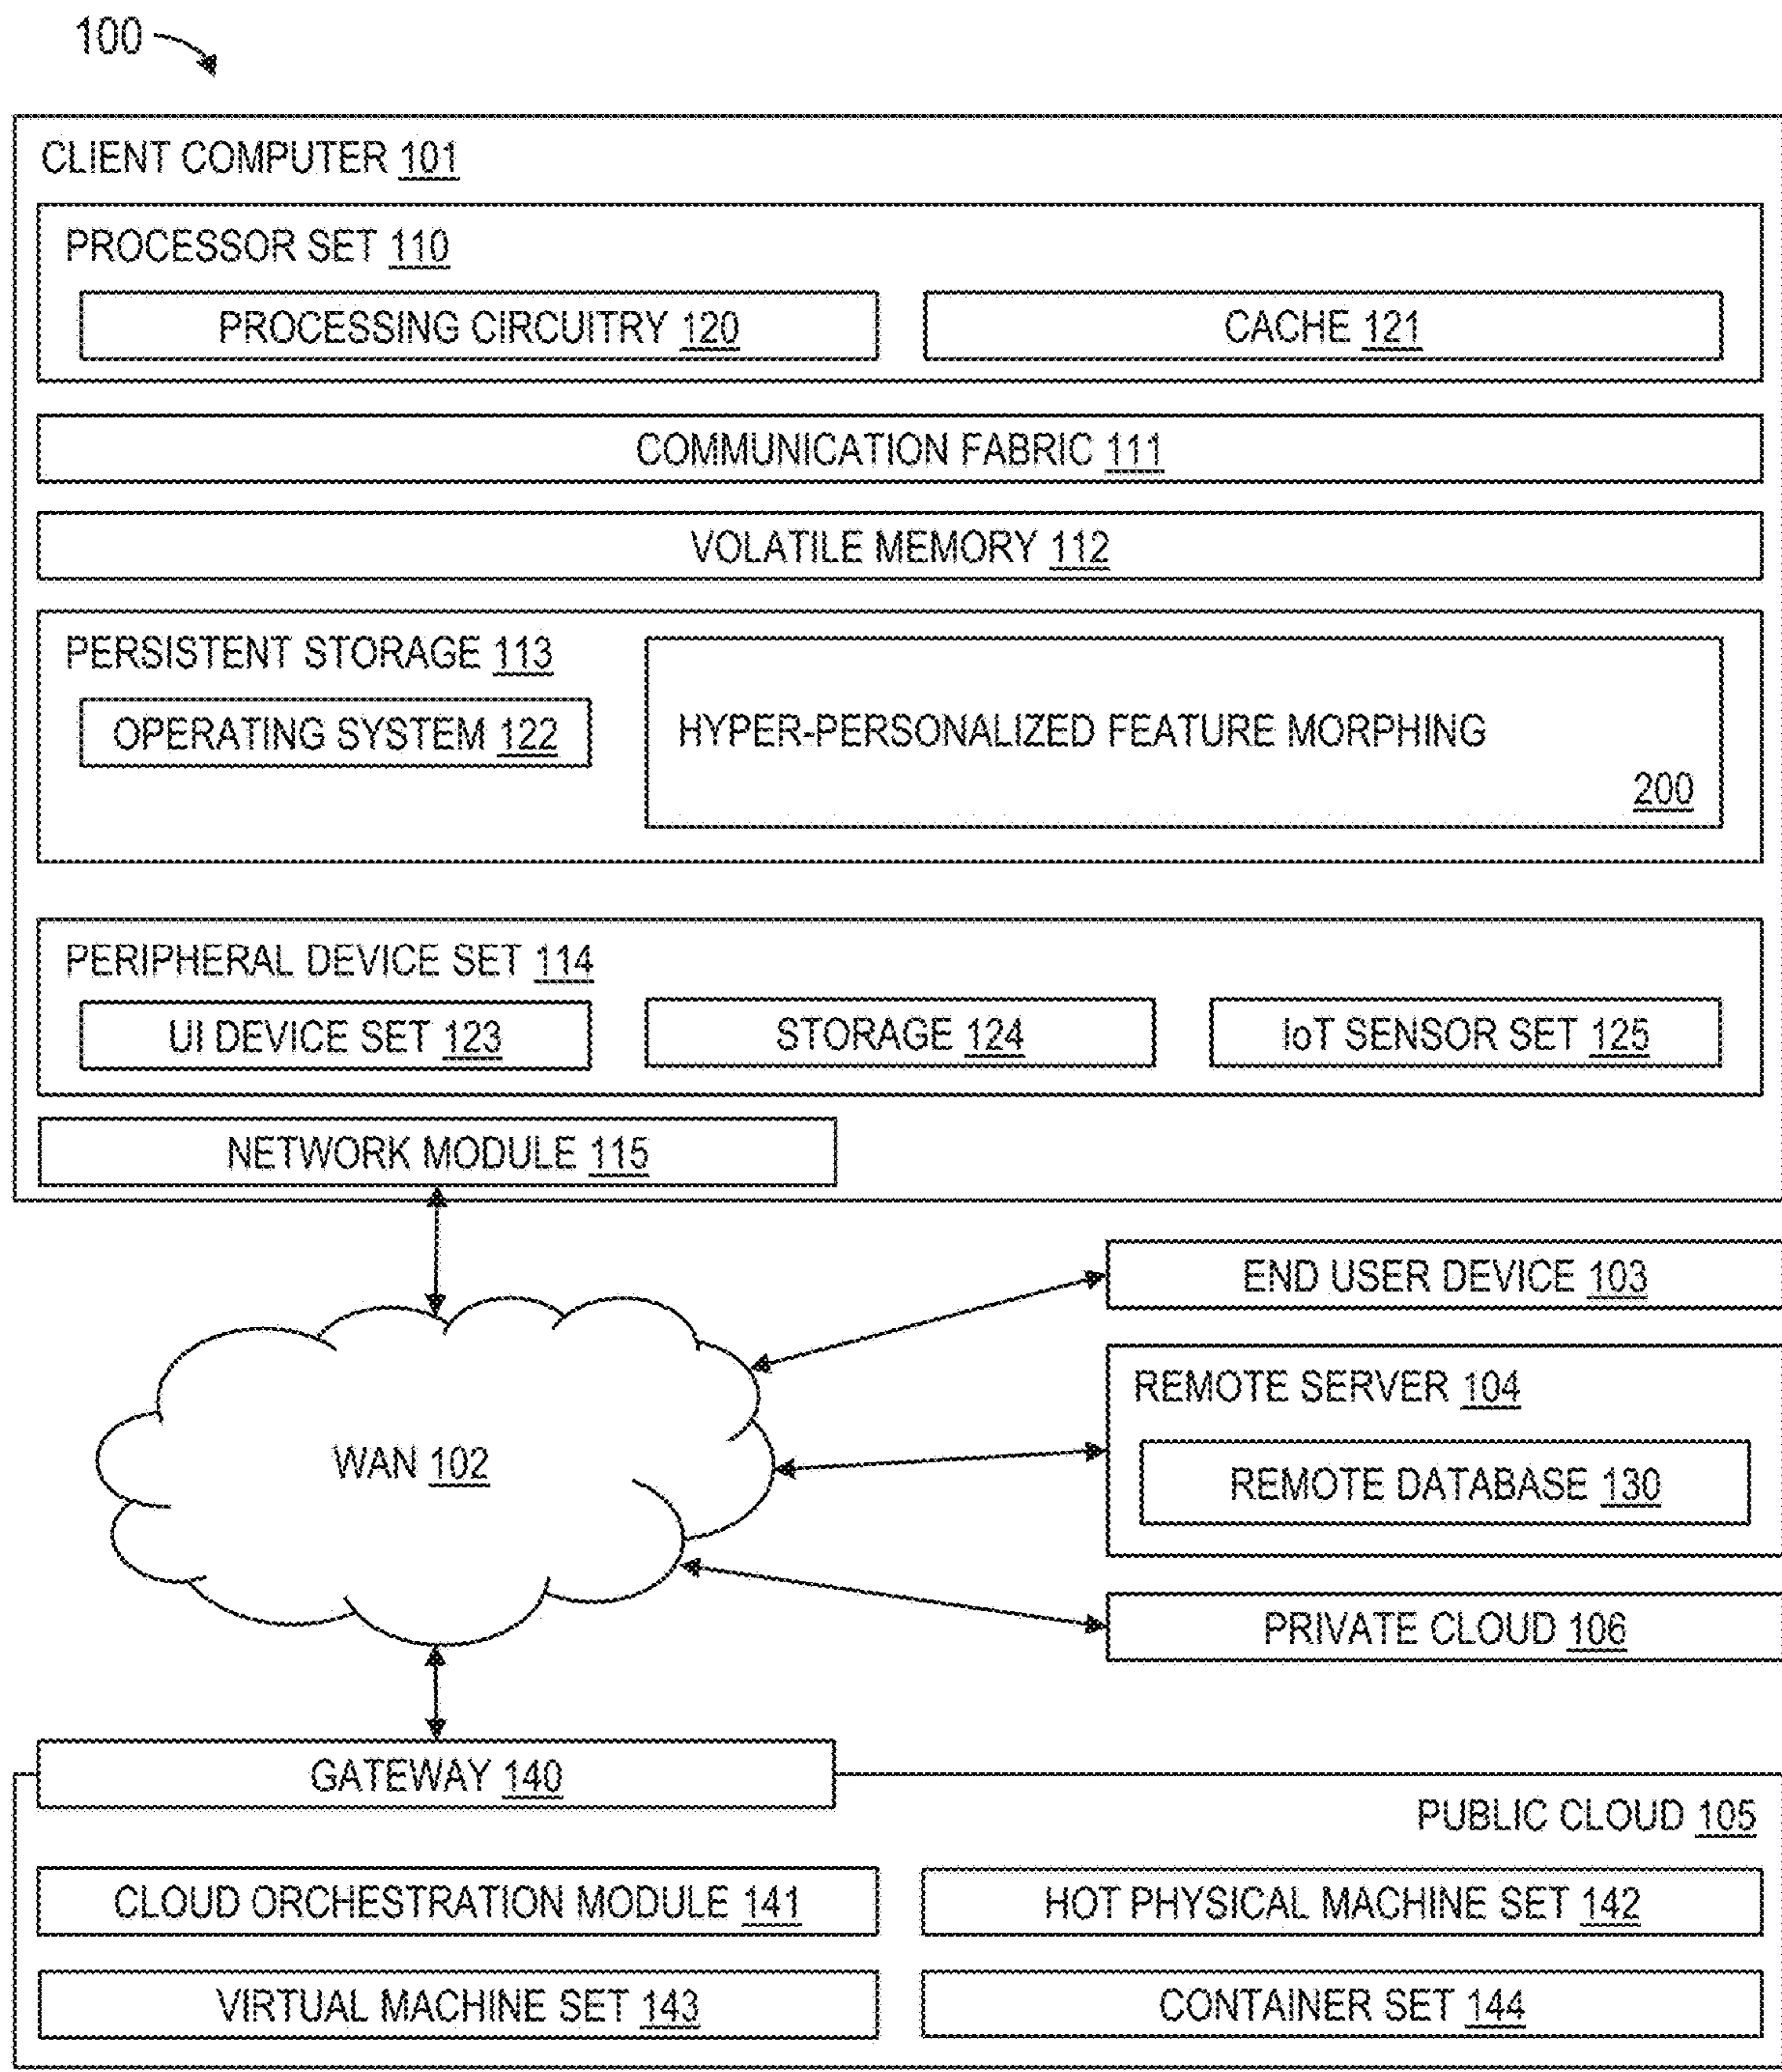 100
CLIENT COMPUTER 101
PROCESSOR SET 110
PROCESSING CIRCUITRY 120
CACHE 121
COMMUNICATION FABRIC 111
VOLATILE MEMORY 112
PERSISTENT STORAGE 113
OPERATING SYSTEM 122
HYPER-PERSONALIZED FEATURE MORPHING
200
PERIPHERAL DEVICE SET 114
UI DEVICE SET 123
STORAGE 124
IoT SENSOR SET 125
NETWORK MODULE 115
END USER DEVICE 103
REMOTE SERVER 104
WAN 102
REMOTE DATABASE 130
PRIVATE CLOUD 106
GATEWAY 140
PUBLIC CLOUD 105
CLOUD ORCHESTRATION MODULE 141
HOT PHYSICAL MACHINE SET 142
VIRTUAL MACHINE SET 143
CONTAINER SET 144